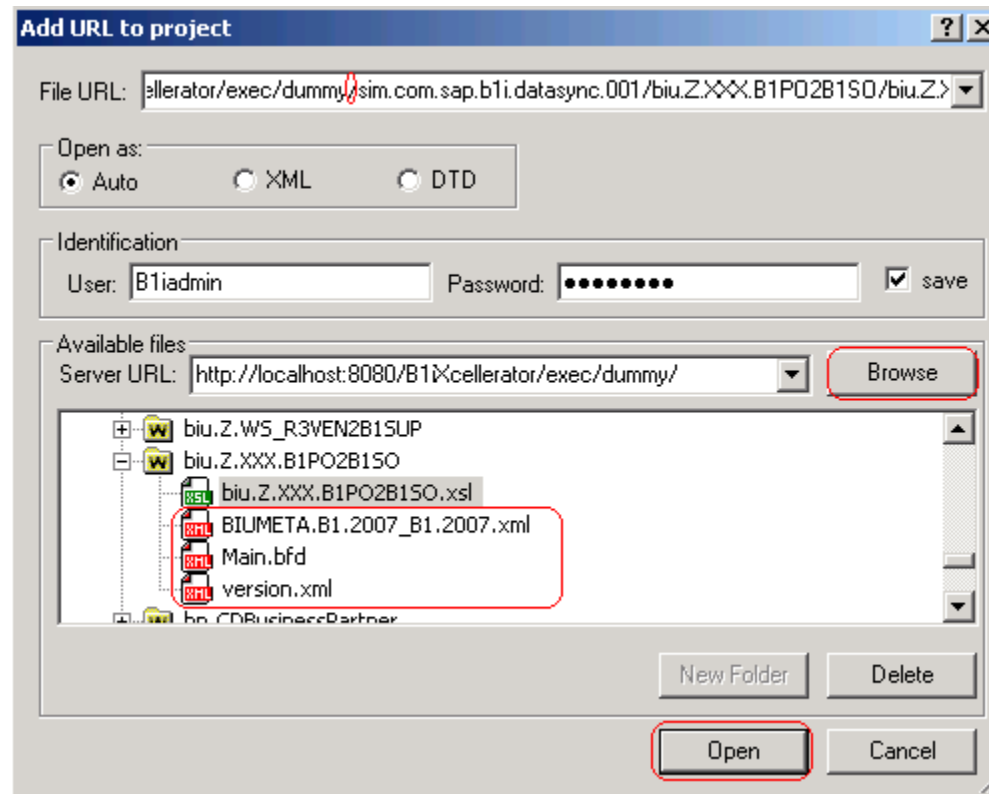 Add URL to project
File URL: ellerator/exec/dummy/sim.com.sap.b1i.datasync.001/biu.Z.XXX.B1PO2B1SO/biu.Z.X
Open as:
Auto XML DTD
Identification
User: B1iadmin Password: ●●●●●●●● save
Available files
Server URL: http://localhost:8080/B1iXcellerator/exec/dummy/ Browse
biu.Z.WS_R3VEN2B1SUP
biu.Z.XXX.B1PO2B1SO
biu.Z.XXX.B1PO2B1SO.xsl
BIUMETA.B1.2007_B1.2007.xml
Main.bfd
version.xml
bp.CDBusinessPartner
New Folder Delete
Open Cancel